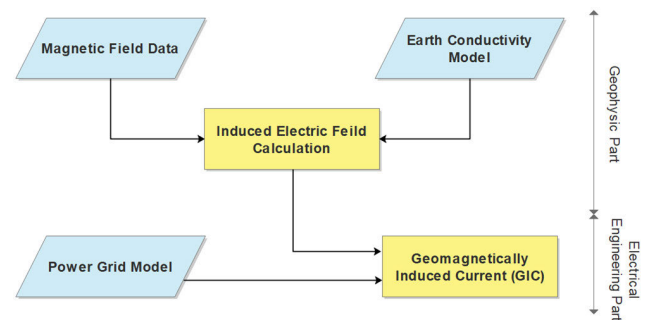 Magnetic Field Data
Earth Conductivity
Model
Geophysic Part
Induced Electric Feild
Calculation
Power Grid Model
Geomagnetically
Induced Current (GIC)
Electrical
Engineering Part